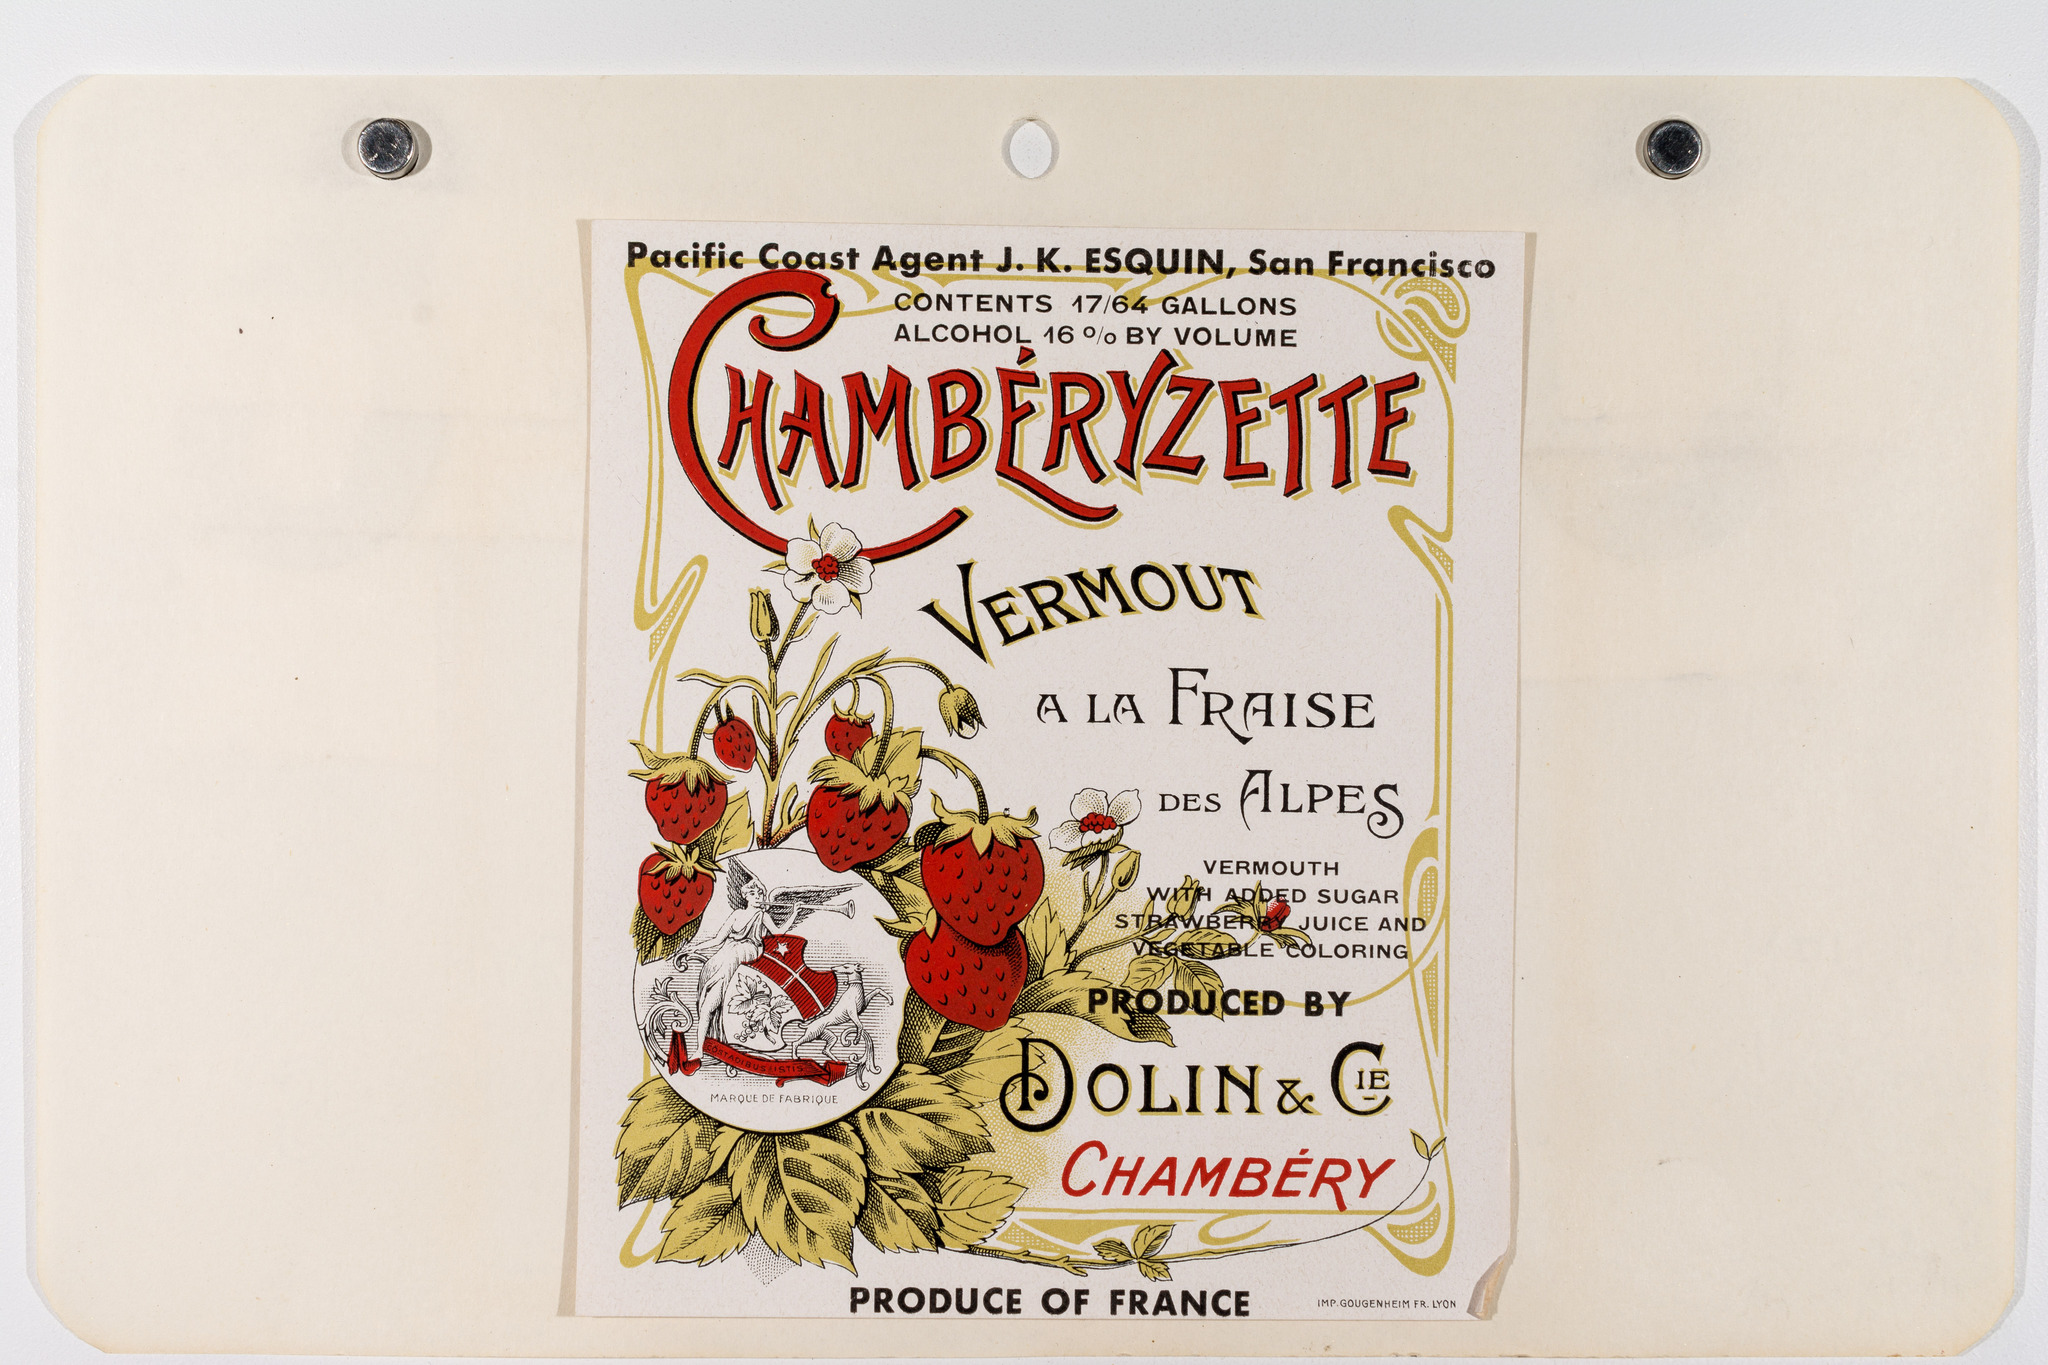 Pacific Coast Agent J. K. ESQUIN, San Francisco
CONTENTS 17/64 GALLONS
ALCOHOL 16 % BY VOLUME
CHAMBÉRYZETTE
VERMOUT
A LA FRAISE
DES ALPES
VERMOUTH
WITH ADDED SUGAR
STRAWBERRY JUICE AND
VEGETABLE COLORING
PRODUCED BY
DOLIN & CIE
CHAMBÉRY
MARQUE DE FABRIQUE
PRODUCE OF FRANCE
IMP. GOUGENHEIM FR. LYON